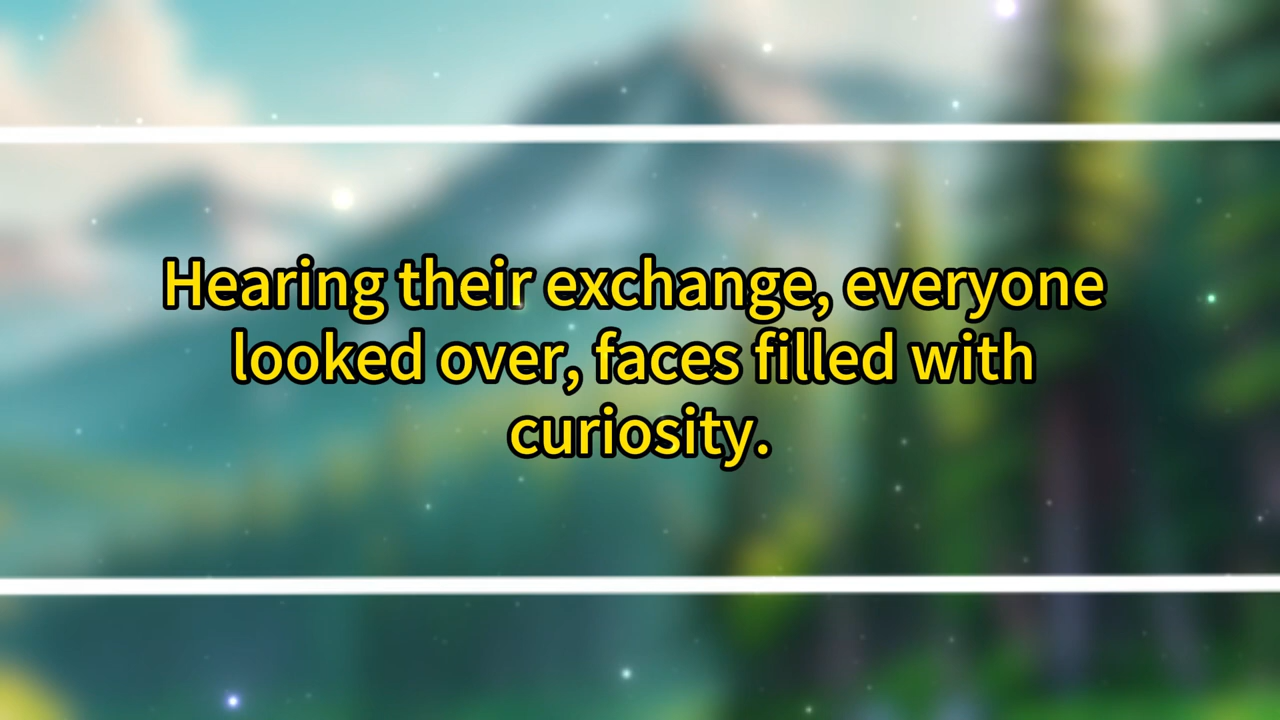 Hearing their exchange, everyone
looked over, faces filled with
curiosity.